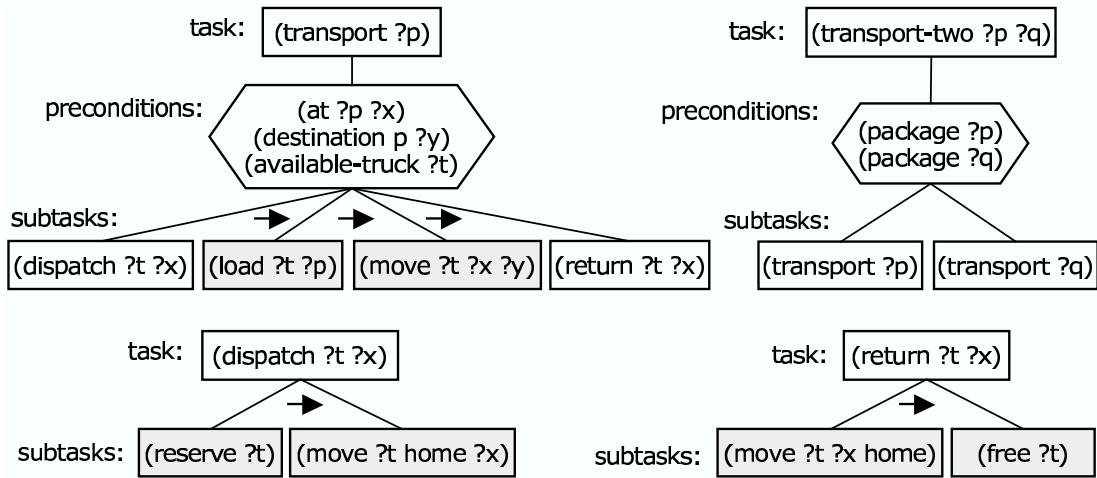 task: (transport ?p)
preconditions: (at ?p ?x)
(destination p ?y)
(available-truck ?t)
subtasks:
(dispatch ?t ?x) (load ?t ?p) (move ?t ?x ?y) (return ?t ?x)
task: (transport-two ?p ?q)
preconditions: (package ?p)
(package ?q)
subtasks:
(transport ?p) (transport ?q)
task: (dispatch ?t ?x)
subtasks: (reserve ?t) (move ?t home ?x)
task: (return ?t ?x)
subtasks: (move ?t ?x home) (free ?t)